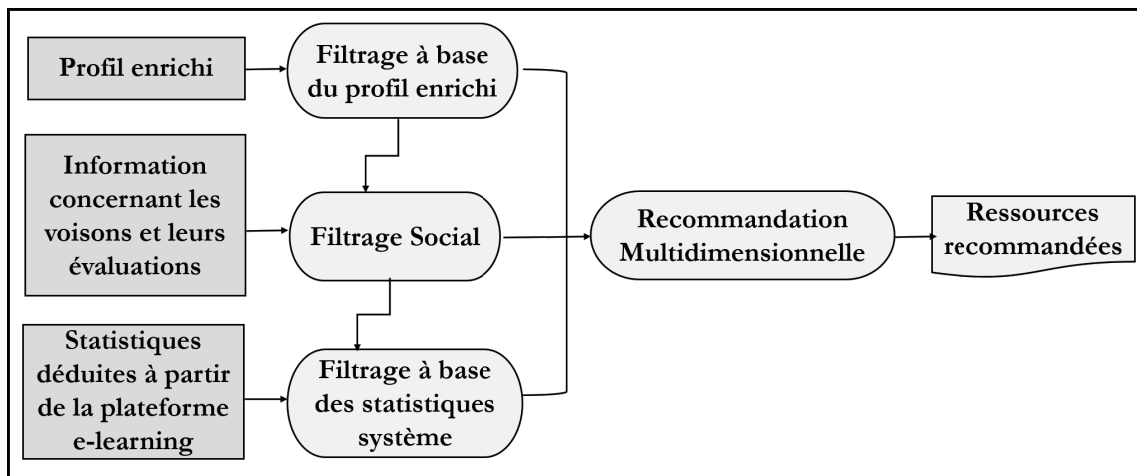 Profil enrichi
Filtrage à base
du profil enrichi
Information
concernant les
voisons et leurs
évaluations
Filtrage Social
Recommandation
Multidimensionnelle
Ressources
recommandées
Statistiques
déduites à partir
de la plateforme
e-learning
Filtrage à base
des statistiques
système